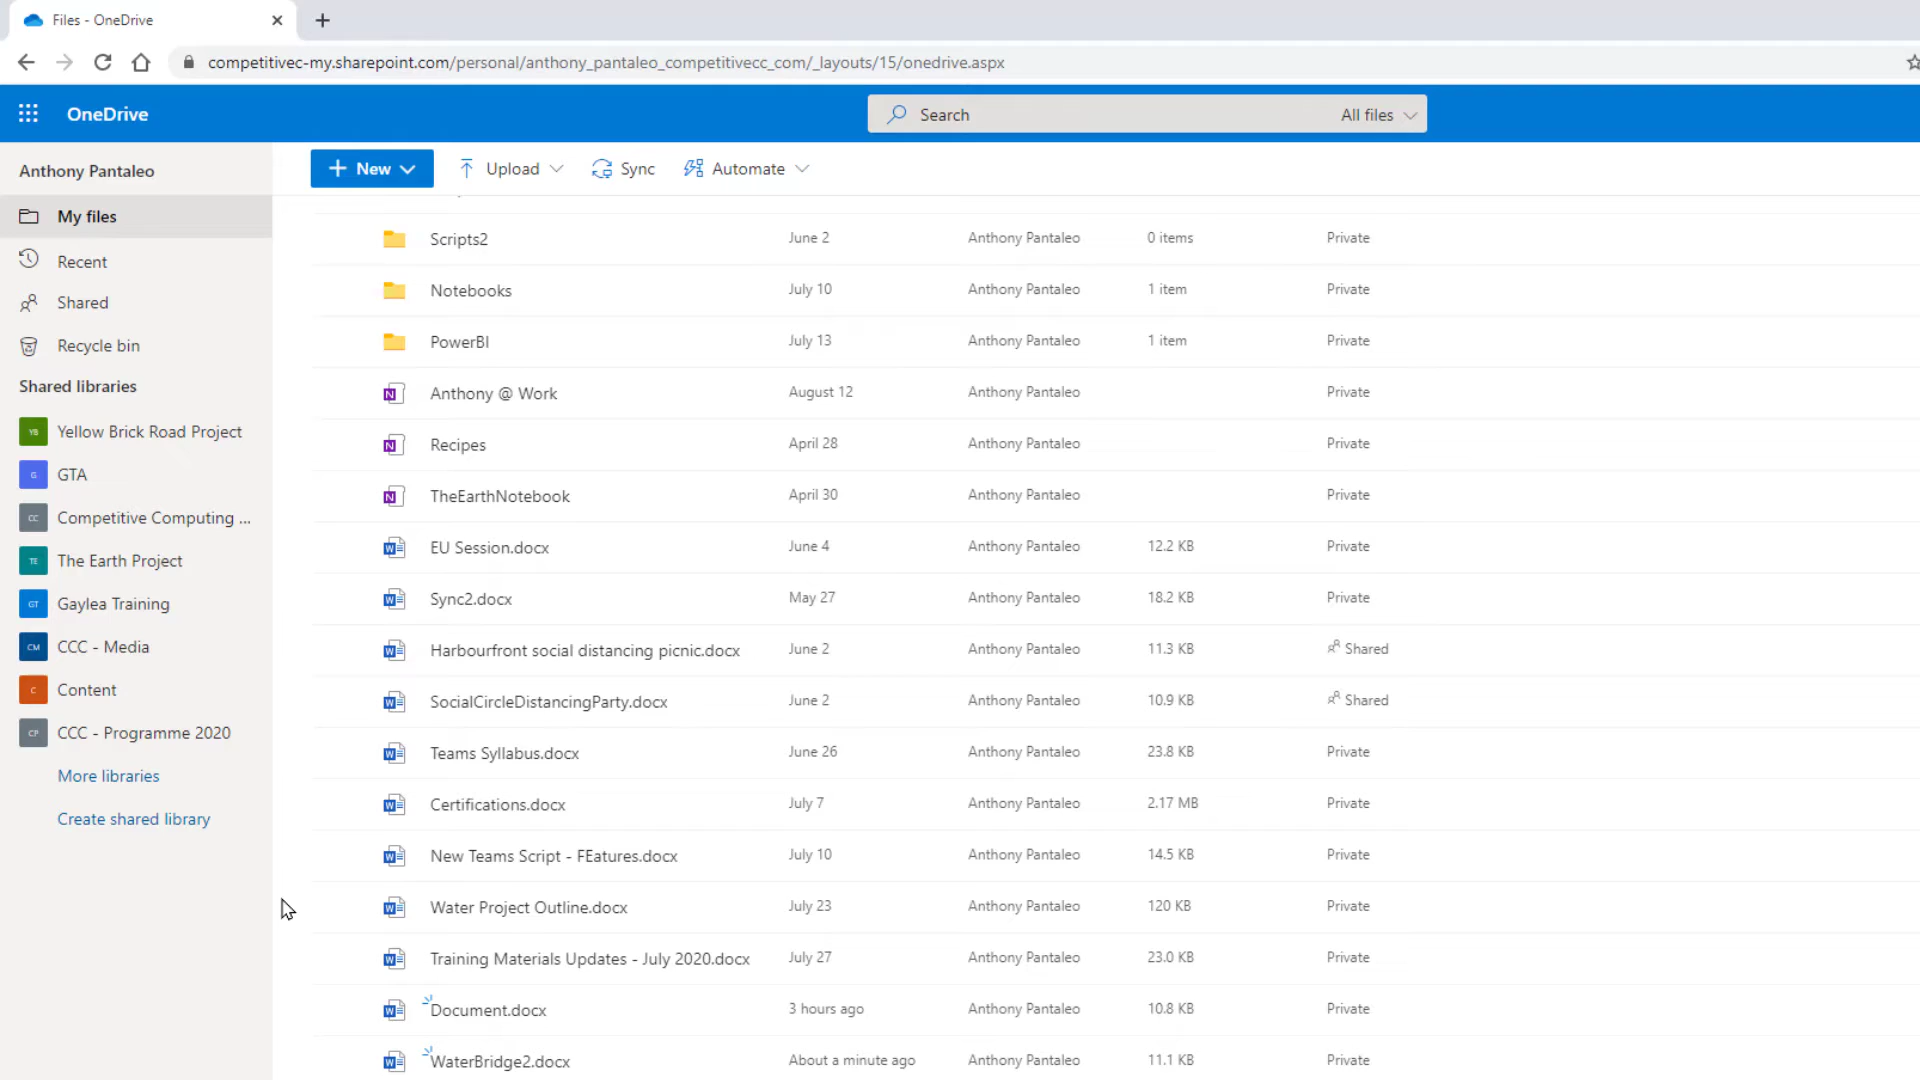 Files - OneDrive
competitivec-my.sharepoint.com/personal/anthony_pantaleo_competitivecc_com/_layouts/15/onedrive.aspx
OneDrive
Search
All files
Anthony Pantaleo
New
Upload
Sync
Automate
My files
Recent
Shared
Recycle bin
Shared libraries
YB Yellow Brick Road Project
G GTA
CC Competitive Computing ...
TE The Earth Project
GT Gaylea Training
CM CCC - Media
C Content
CP CCC - Programme 2020
More libraries
Create shared library
Scripts2 June 2 Anthony Pantaleo 0 items Private
Notebooks July 10 Anthony Pantaleo 1 item Private
PowerBI July 13 Anthony Pantaleo 1 item Private
Anthony @ Work August 12 Anthony Pantaleo Private
Recipes April 28 Anthony Pantaleo Private
TheEarthNotebook April 30 Anthony Pantaleo Private
EU Session.docx June 4 Anthony Pantaleo 12.2 KB Private
Sync2.docx May 27 Anthony Pantaleo 18.2 KB Private
Harbourfront social distancing picnic.docx June 2 Anthony Pantaleo 11.3 KB Shared
SocialCircleDistancingParty.docx June 2 Anthony Pantaleo 10.9 KB Shared
Teams Syllabus.docx June 26 Anthony Pantaleo 23.8 KB Private
Certifications.docx July 7 Anthony Pantaleo 2.17 MB Private
New Teams Script - FEatures.docx July 10 Anthony Pantaleo 14.5 KB Private
Water Project Outline.docx July 23 Anthony Pantaleo 120 KB Private
Training Materials Updates - July 2020.docx July 27 Anthony Pantaleo 23.0 KB Private
Document.docx 3 hours ago Anthony Pantaleo 10.8 KB Private
WaterBridge2.docx About a minute ago Anthony Pantaleo 11.1 KB Private